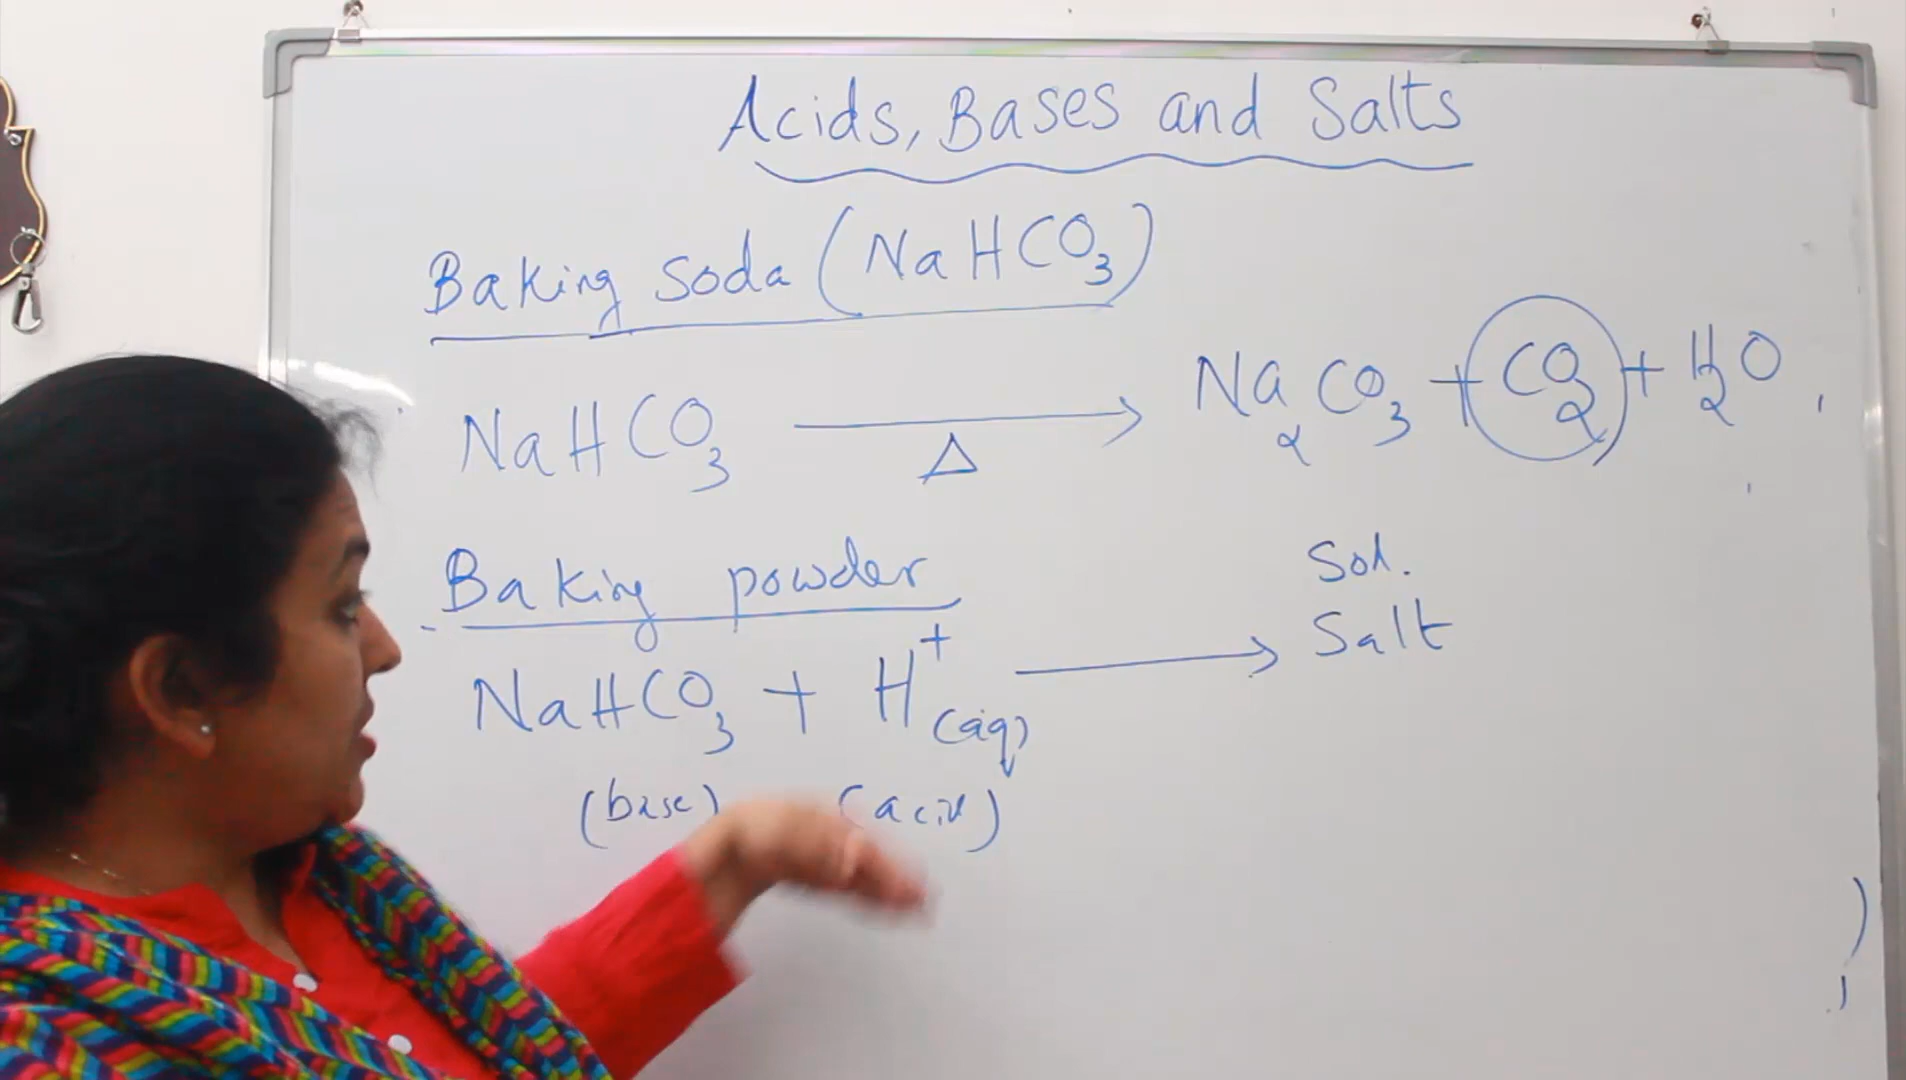 Acids, Bases and Salts
Baking Soda (NaHCO₃)
NaHCO₃ → Δ Na₂CO₃ + CO₂ + H₂O
Baking powder
NaHCO₃ + H⁺(aq) → Sod. Salt
(base) (acid)